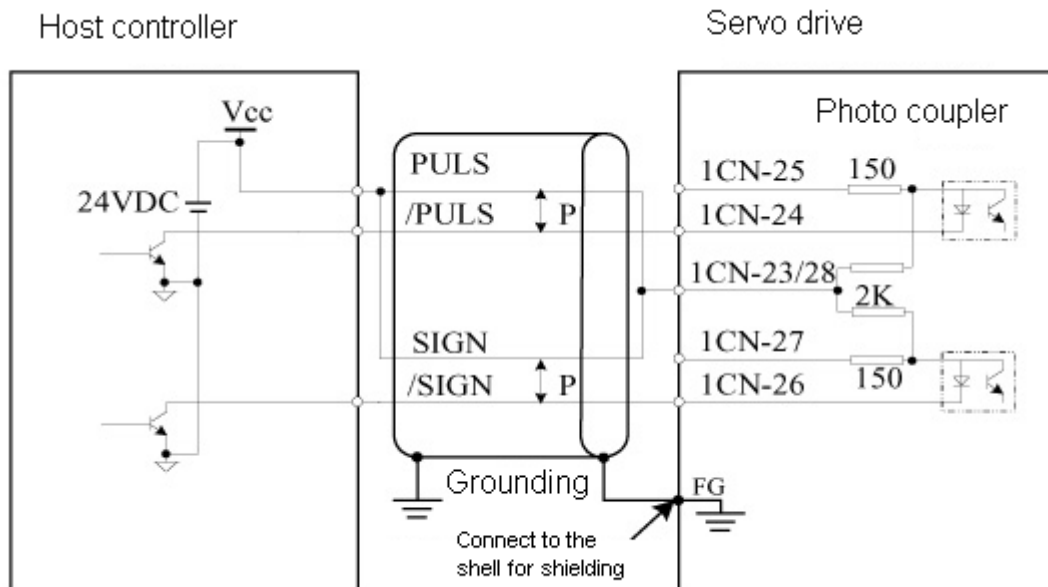 Host controller
Servo drive
Vcc
24VDC
PULS
/PULS
P
SIGN
/SIGN
P
Grounding
Connect to the
shell for shielding
FG
Photo coupler
1CN-25
150
1CN-24
1CN-23/28
2K
1CN-27
150
1CN-26